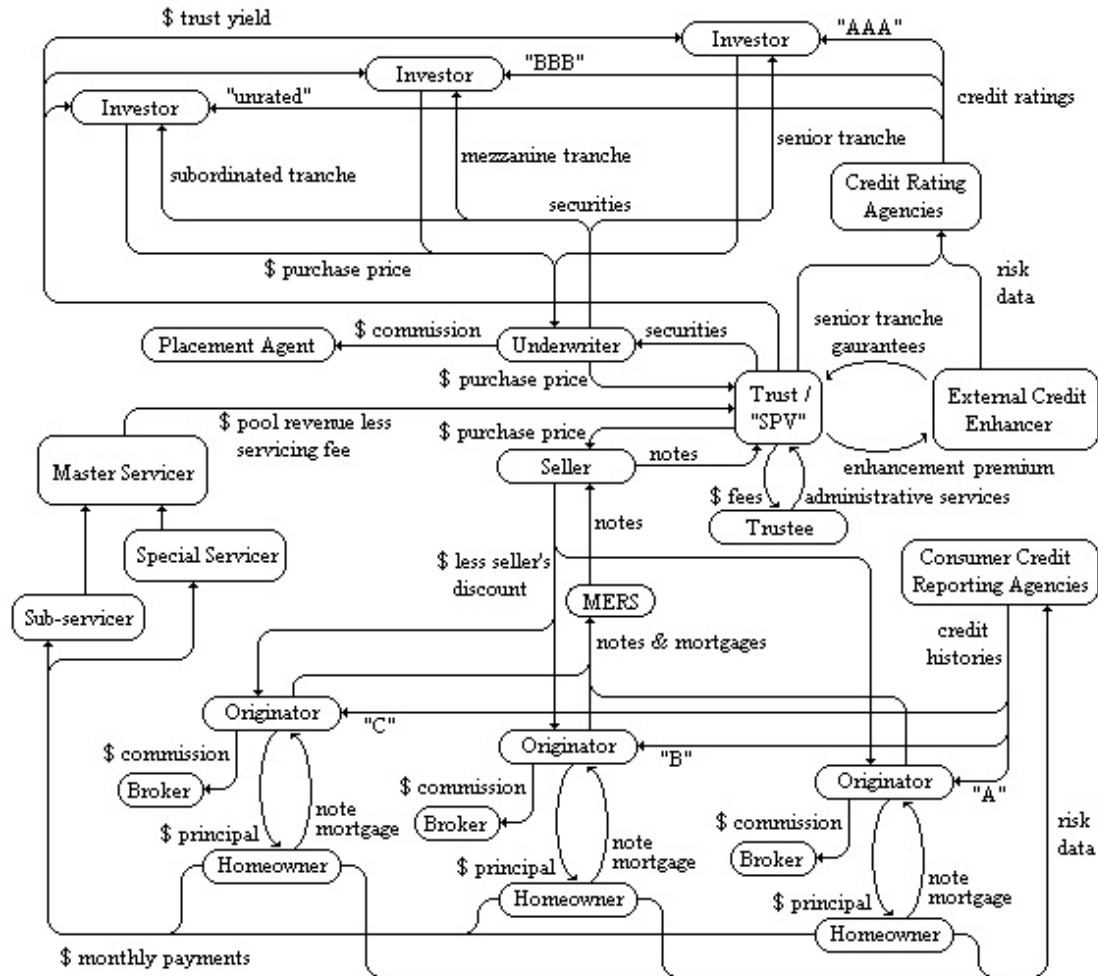 $ trust yield
Investor
"AAA"
Investor
"BBB"
Investor
"unrated"
credit ratings
senior tranche
mezzanine tranche
subordinated tranche
Credit Rating
Agencies
securities
$ purchase price
risk
data
$ commission
securities
senior tranche
gaurantees
Placement Agent
Underwriter
$ purchase price
Trust /
"SPV"
External Credit
Enhancer
$ pool revenue less
servicing fee
$ purchase price
Master Servicer
Seller
notes
enhancement premium
$ fees
administrative services
Trustee
notes
Special Servicer
$ less seller's
discount
Consumer Credit
Reporting Agencies
MERS
Sub-servicer
notes & mortgages
credit
histories
Originator
"C"
Originator
"B"
$ commission
Originator
"A"
Broker
$ commission
note
mortgage
Broker
$ commission
risk
data
$ principal
note
mortgage
Broker
Homeowner
$ principal
note
mortgage
Homeowner
$ principal
Homeowner
$ monthly payments